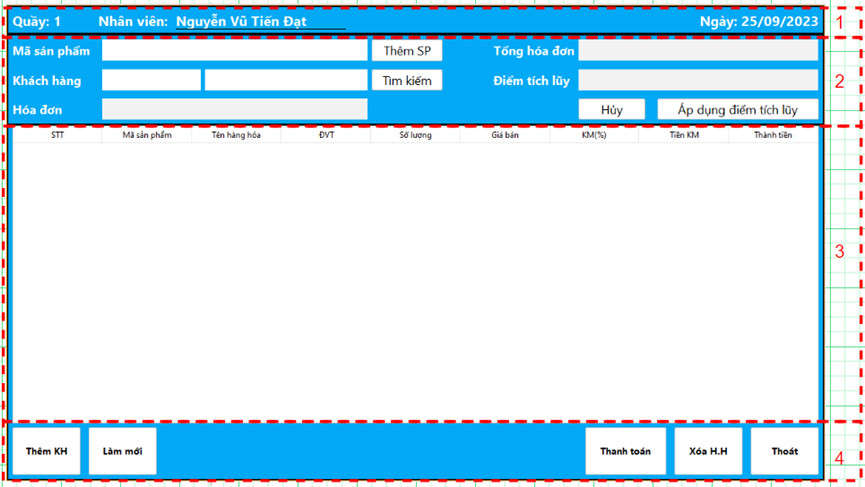 Quầy: 1 Nhân viên: Nguyễn Vũ Tiến Đạt Ngày: 25/09/2023 1
Mã sản phẩm Thêm SP Tổng hóa đơn
Khách hàng Tìm kiếm Điểm tích lũy 2
Hóa đơn Hủy Áp dụng điểm tích lũy
STT Mã sản phẩm Tên hàng hóa ĐVT Số lượng Giá bán KM(%) Tiền KM Thành tiền
3
Thêm KH Làm mới Thanh toán Xóa H.H Thoát 4